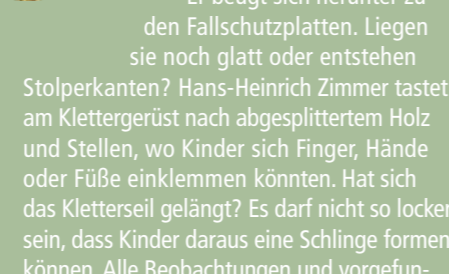 Er beugt sich herunter zu
den Fallschutzplatten. Liegen
sie noch glatt oder entstehen
Stolperkanten? Hans-Heinrich Zimmer tastet
am Klettergerüst nach abgesplittertem Holz
und Stellen, wo Kinder sich Finger, Hände
oder Füße einklemmen könnten. Hat sich
das Kletterseil gelängt? Es darf nicht so locker
sein, dass Kinder daraus eine Schlinge formen
können. Alle Beobachtungen und vorgefun-